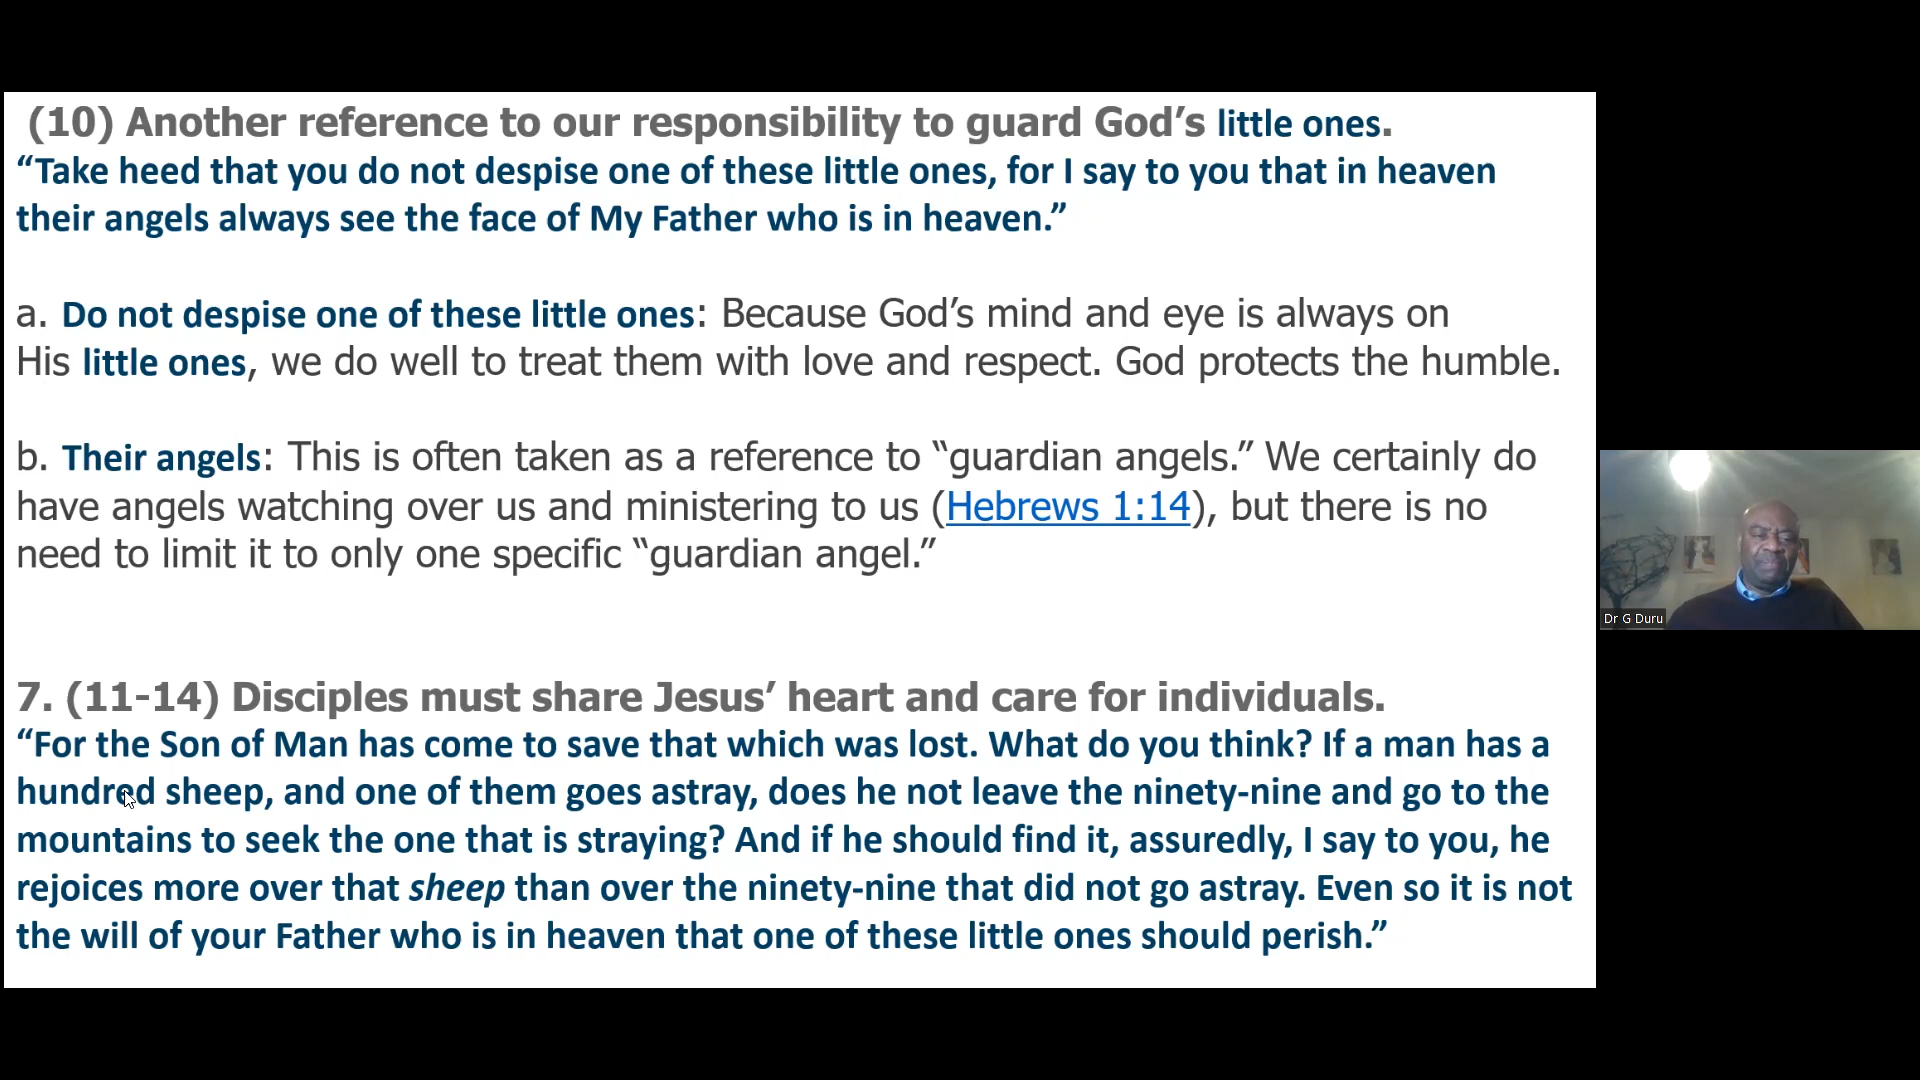 (10) Another reference to our responsibility to guard God’s little ones.
“Take heed that you do not despise one of these little ones, for I say to you that in heaven
their angels always see the face of My Father who is in heaven.”
a. Do not despise one of these little ones: Because God’s mind and eye is always on
His little ones, we do well to treat them with love and respect. God protects the humble.
b. Their angels: This is often taken as a reference to “guardian angels.” We certainly do
have angels watching over us and ministering to us (Hebrews 1:14), but there is no
need to limit it to only one specific “guardian angel.”
7. (11-14) Disciples must share Jesus’ heart and care for individuals.
“For the Son of Man has come to save that which was lost. What do you think? If a man has a
hundred sheep, and one of them goes astray, does he not leave the ninety-nine and go to the
mountains to seek the one that is straying? And if he should find it, assuredly, I say to you, he
rejoices more over that sheep than over the ninety-nine that did not go astray. Even so it is not
the will of your Father who is in heaven that one of these little ones should perish.”
Dr G Duru